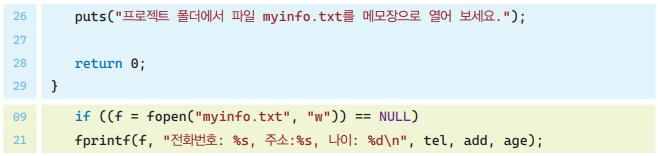 26 puts("프로젝트 폴더에서 파일 myinfo.txt를 메모장으로 열어 보세요.");
27
28 return 0;
29 }
09 if ((f = fopen("myinfo.txt", "w")) == NULL)
21 fprintf(f, "전화번호: %s, 주소:%s, 나이: %d\n", tel, add, age);